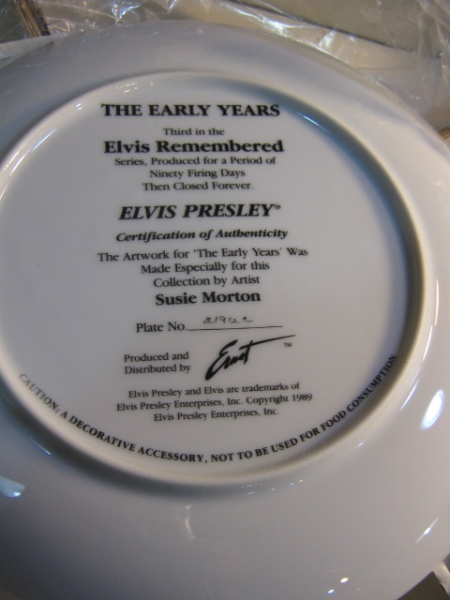 THE EARLY YEARS
Third in the
Elvis Remembered
Series, Produced for a Period of
Ninety Firing Days
Then Closed Forever.
ELVIS PRESLEY™
Certification of Authenticity
The Artwork for 'The Early Years' Was
Made Especially for this
Collection by Artist
Susie Morton
Plate No.
Produced and
Distributed by Ernst ™
Elvis Presley and Elvis are trademarks of
Elvis Presley Enterprises, Inc. Copyright 1989
Elvis Presley Enterprises, Inc.
CAUTION: A DECORATIVE ACCESSORY, NOT TO BE USED FOR FOOD CONSUMPTION